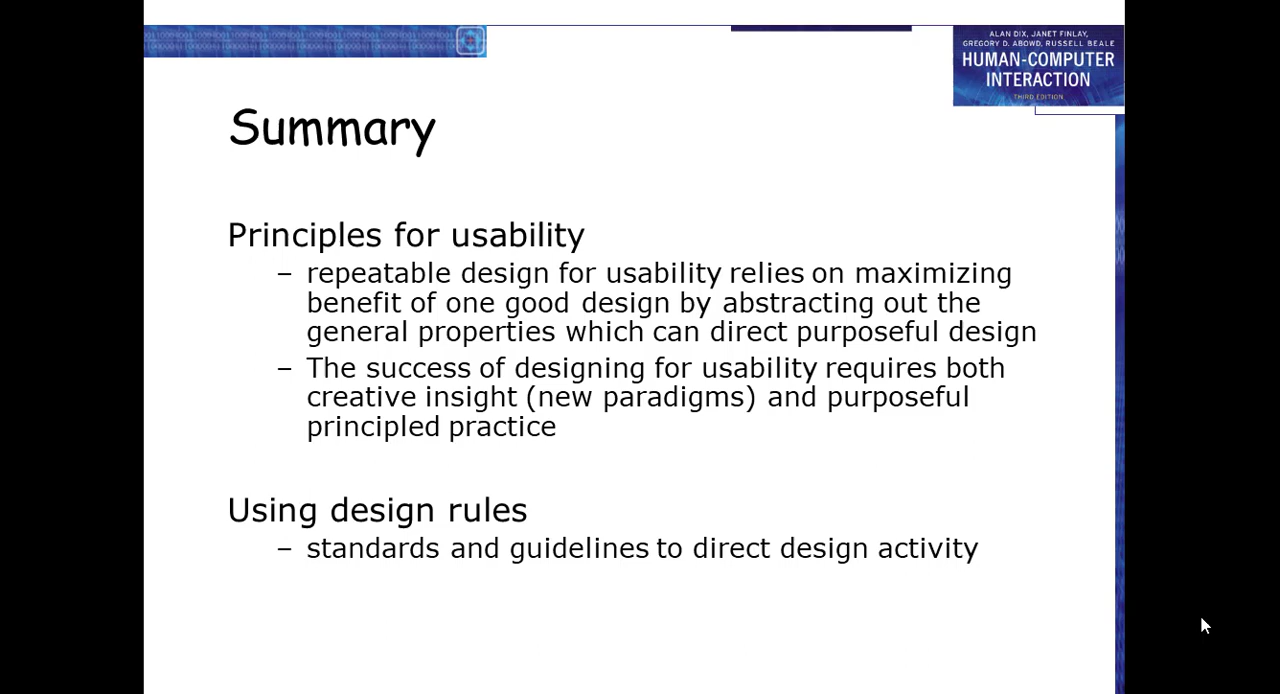 ALAN DIX, JANET FINLAY,
GREGORY D. ABOWD, RUSSELL BEALE
HUMAN-COMPUTER
INTERACTION
THIRD EDITION
Summary
Principles for usability
– repeatable design for usability relies on maximizing
benefit of one good design by abstracting out the
general properties which can direct purposeful design
– The success of designing for usability requires both
creative insight (new paradigms) and purposeful
principled practice
Using design rules
– standards and guidelines to direct design activity